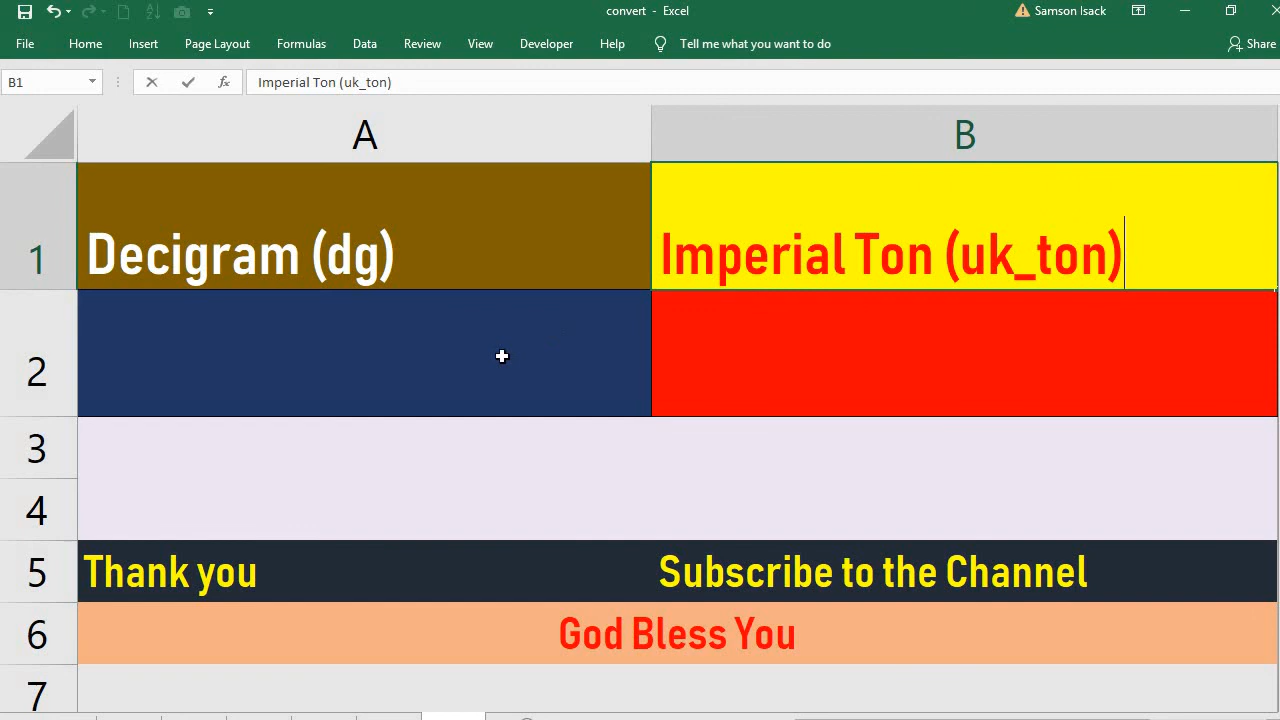 convert - Excel
Samson Isack
File Home Insert Page Layout Formulas Data Review View Developer Help Tell me what you want to do Share
B1 fx Imperial Ton (uk_ton)
A B
1 Decigram (dg) Imperial Ton (uk_ton)
2
3
4
5 Thank you Subscribe to the Channel
6 God Bless You
7